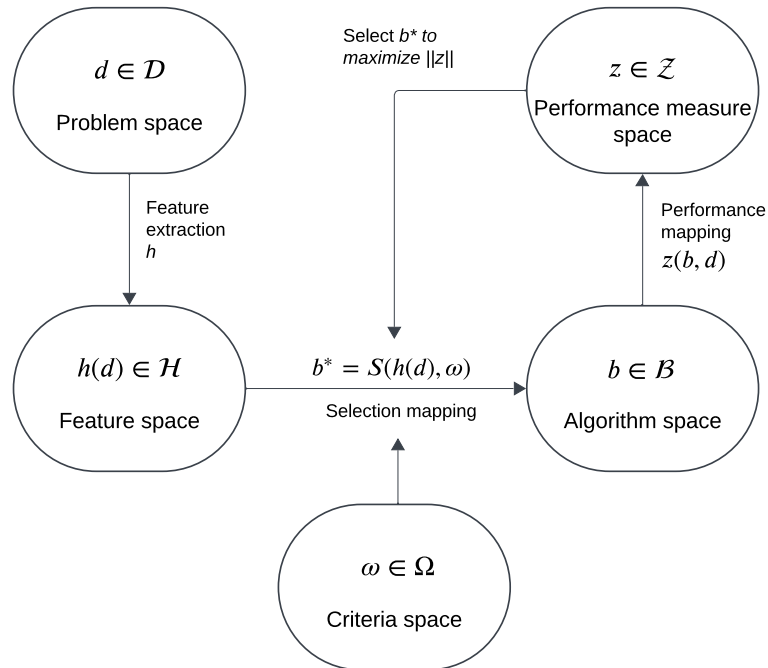 d ∈ 𝒟
Problem space
Select b* to
maximize ||z||
z ∈ 𝒵
Performance measure
space
Feature
extraction
h
Performance
mapping
z(b, d)
h(d) ∈ ℋ
Feature space
b* = S(h(d), ω)
Selection mapping
b ∈ ℬ
Algorithm space
ω ∈ Ω
Criteria space